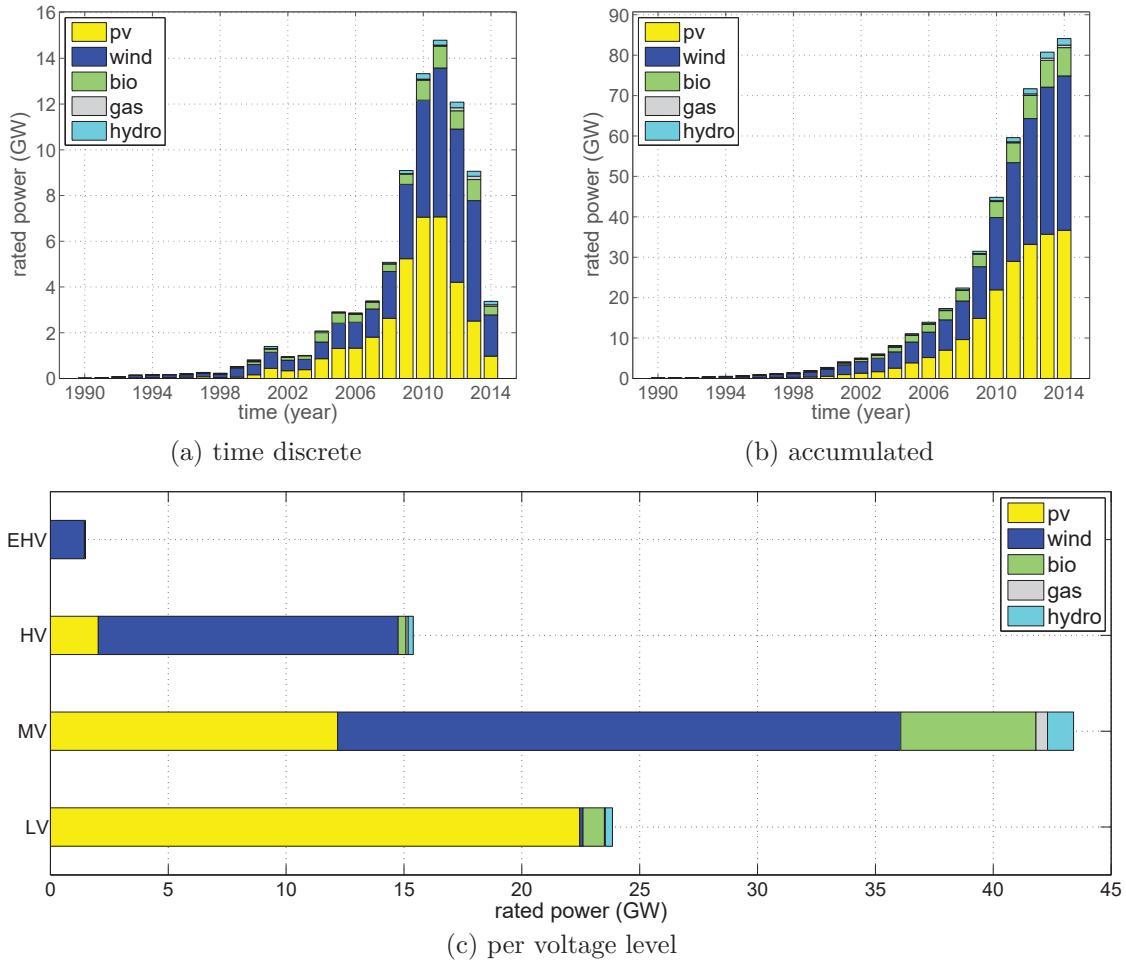 16
14
12
10
8
6
4
2
0
rated power (GW)
pv
wind
bio
gas
hydro
1990 1994 1998 2002 2006 2010 2014
time (year)
(a) time discrete
90
80
70
60
50
40
30
20
10
0
rated power (GW)
pv
wind
bio
gas
hydro
1990 1994 1998 2002 2006 2010 2014
time (year)
(b) accumulated
EHV
HV
MV
LV
pv
wind
bio
gas
hydro
0 5 10 15 20 25 30 35 40 45
rated power (GW)
(c) per voltage level